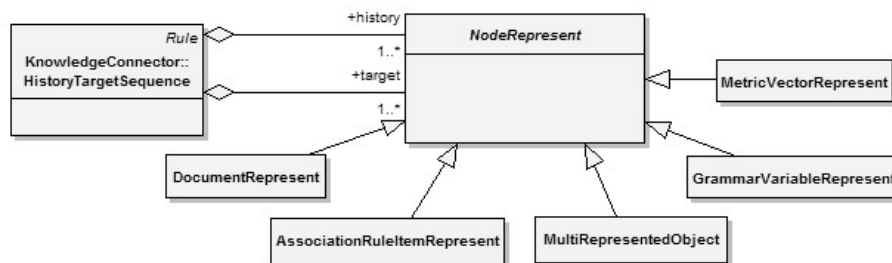 +history
Rule
KnowledgeConnector::
HistoryTargetSequence
NodeRepresent
1..*
+target
1..*
MetricVectorRepresent
DocumentRepresent
GrammarVariableRepresent
AssociationRuleItemRepresent
MultiRepresentedObject